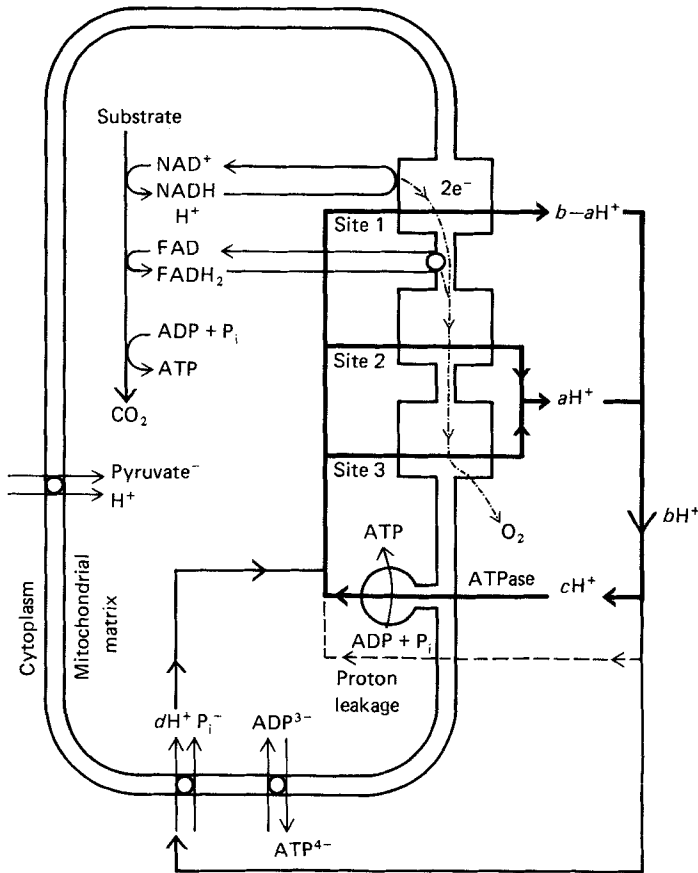 Substrate
NAD⁺
NADH
H⁺
2e⁻
Site 1
b–aH⁺
FAD
FADH₂
ADP + Pᵢ
ATP
CO₂
Site 2
aH⁺
Site 3
Pyruvate⁻
H⁺
O₂
bH⁺
ATP
ATPase
cH⁺
ADP + Pᵢ
Proton
leakage
Cytoplasm
Mitochondrial
matrix
dH⁺ Pᵢ⁻
ADP³⁻
ATP⁴⁻